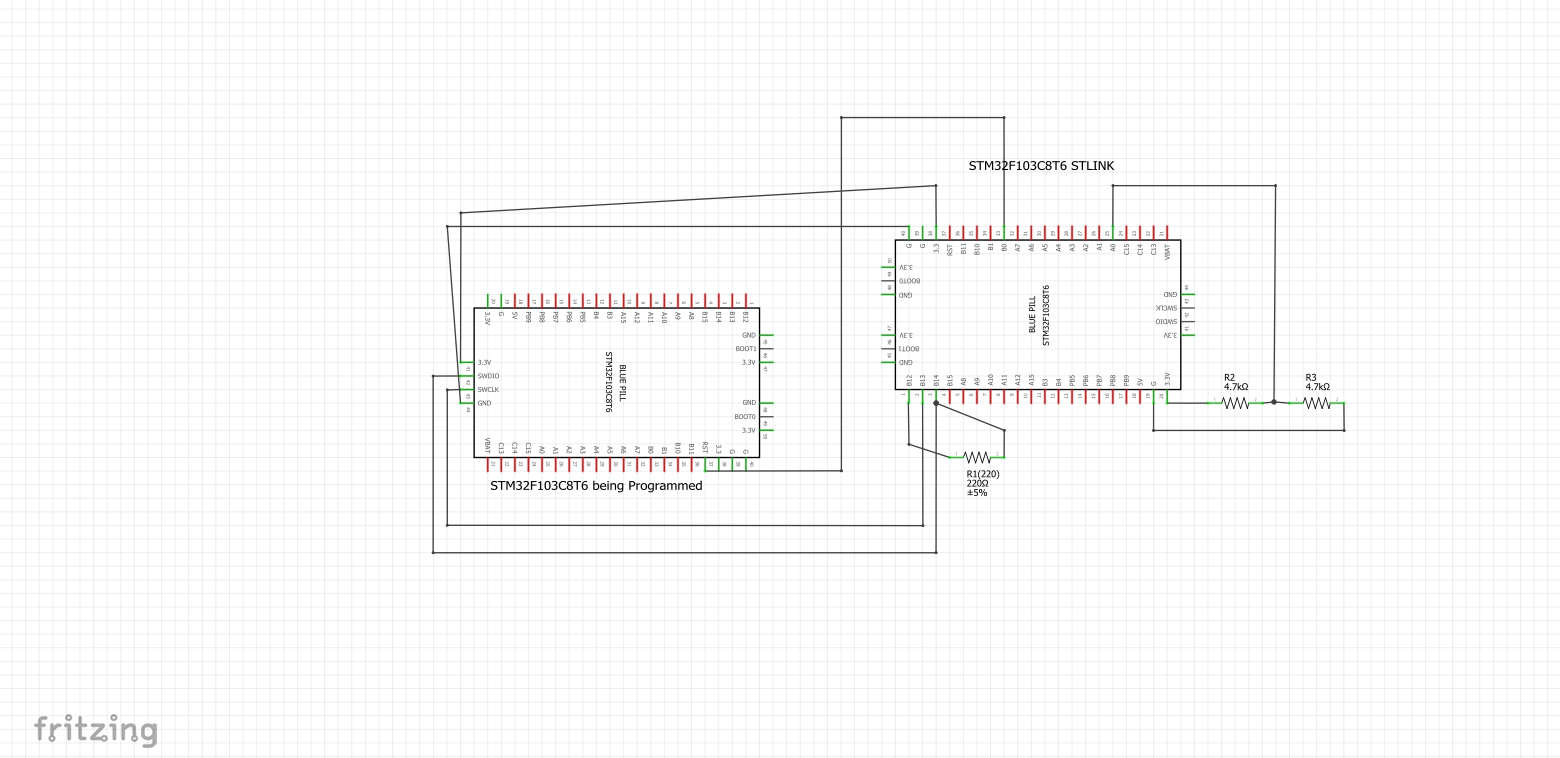 STM32F103C8T6 STLINK
G
G
3.3
RST
B11
B10
B1
B0
A7
A6
A5
A4
A3
A2
A1
A0
C15
C14
C13
VBAT
3.3V
BOOT0
GND
3.3V
BOOT1
GND
BLUE PILL
STM32F103C8T6
GND
SWCLK
SWDIO
3.3V
B12
B13
B14
B15
A8
A9
A10
A11
A12
A15
B3
B4
PB5
PB6
PB7
PB8
PB9
5V
G
3.3V
R2
4.7kΩ
R3
4.7kΩ
R1(220)
220Ω
±5%
3.3V
G
5V
PB9
PB8
PB7
PB6
PB5
B4
B3
A15
A12
A11
A10
A9
A8
B15
B14
B13
B12
3.3V
SWDIO
SWCLK
GND
BLUE PILL
STM32F103C8T6
GND
BOOT1
3.3V
GND
BOOT0
3.3V
VBAT
C13
C14
C15
A0
A1
A2
A3
A4
A5
A6
A7
B0
B1
B10
B11
RST
3.3
G
G
STM32F103C8T6 being Programmed
fritzing